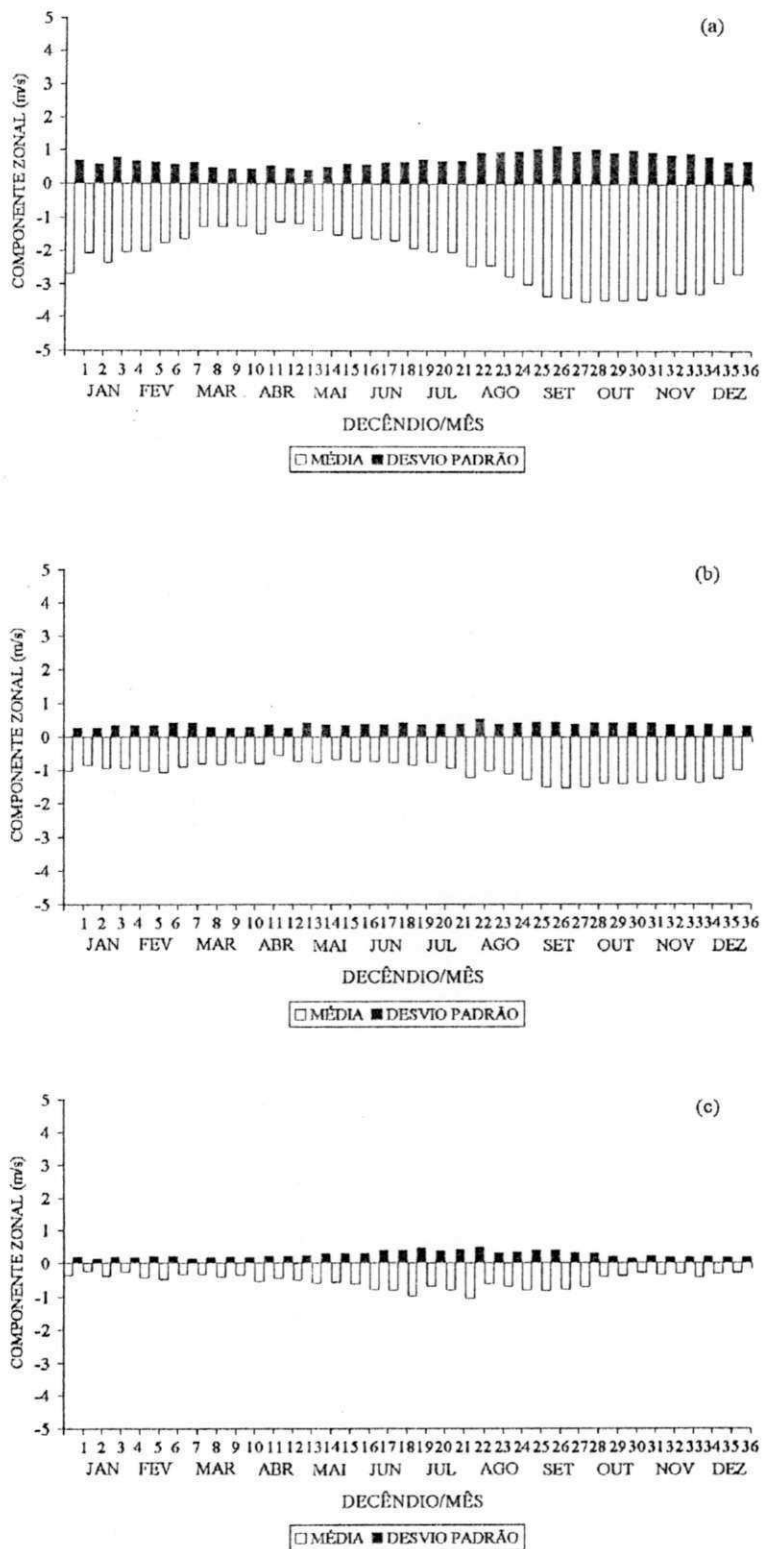 (a)
COMPONENTE ZONAL (m/s)
5
4
3
2
1
0
-1
-2
-3
-4
-5
1 2 3 4 5 6 7 8 9 10 11 12 13 14 15 16 17 18 19 20 21 22 23 24 25 26 27 28 29 30 31 32 33 34 35 36
JAN FEV MAR ABR MAI JUN JUL AGO SET OUT NOV DEZ
DECÊNDIO/MÊS
MÉDIA DESVIO PADRÃO
(b)
COMPONENTE ZONAL (m/s)
5
4
3
2
1
0
-1
-2
-3
-4
-5
1 2 3 4 5 6 7 8 9 10 11 12 13 14 15 16 17 18 19 20 21 22 23 24 25 26 27 28 29 30 31 32 33 34 35 36
JAN FEV MAR ABR MAI JUN JUL AGO SET OUT NOV DEZ
DECÊNDIO/MÊS
MÉDIA DESVIO PADRÃO
(c)
COMPONENTE ZONAL (m/s)
5
4
3
2
1
0
-1
-2
-3
-4
-5
1 2 3 4 5 6 7 8 9 10 11 12 13 14 15 16 17 18 19 20 21 22 23 24 25 26 27 28 29 30 31 32 33 34 35 36
JAN FEV MAR ABR MAI JUN JUL AGO SET OUT NOV DEZ
DECÊNDIO/MÊS
MÉDIA DESVIO PADRÃO